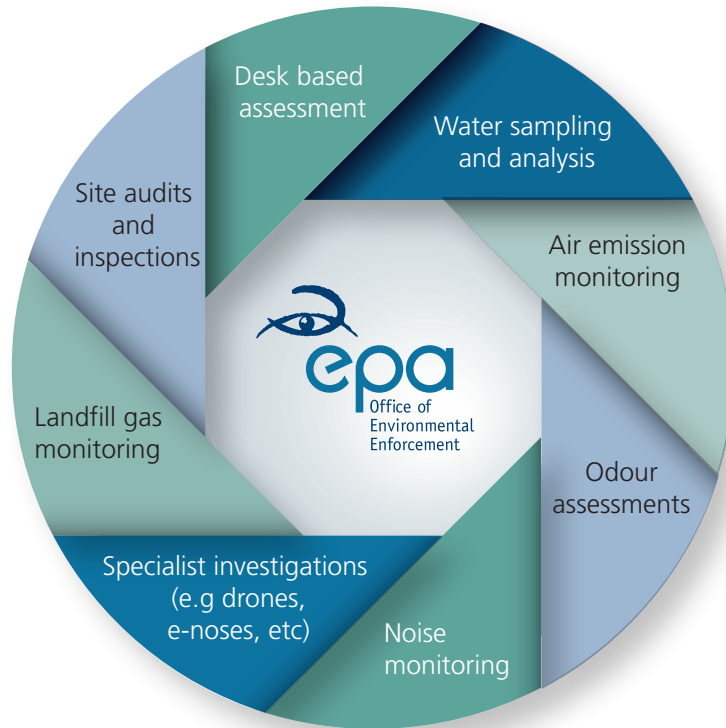 Desk based
assessment
Water sampling
and analysis
Air emission
monitoring
Odour
assessments
Noise
monitoring
Specialist investigations
(e.g drones,
e-noses, etc)
Landfill gas
monitoring
Site audits
and
inspections
epa
Office of
Environmental
Enforcement